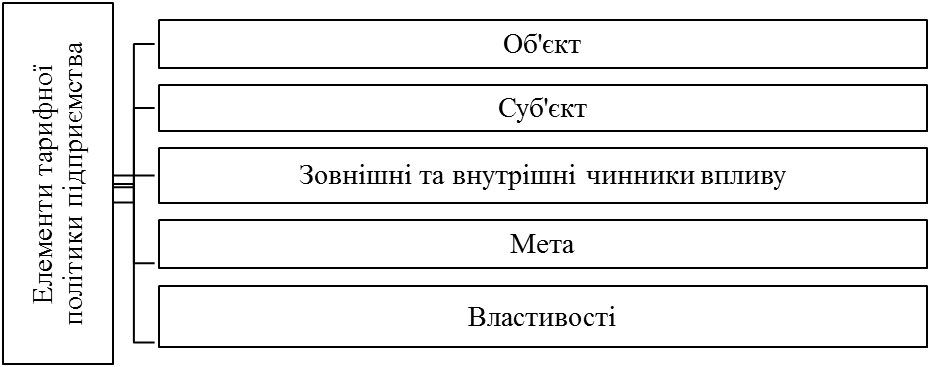 Елементи тарифної
політики підприємства
Об'єкт
Суб'єкт
Зовнішні та внутрішні чинники впливу
Мета
Властивості